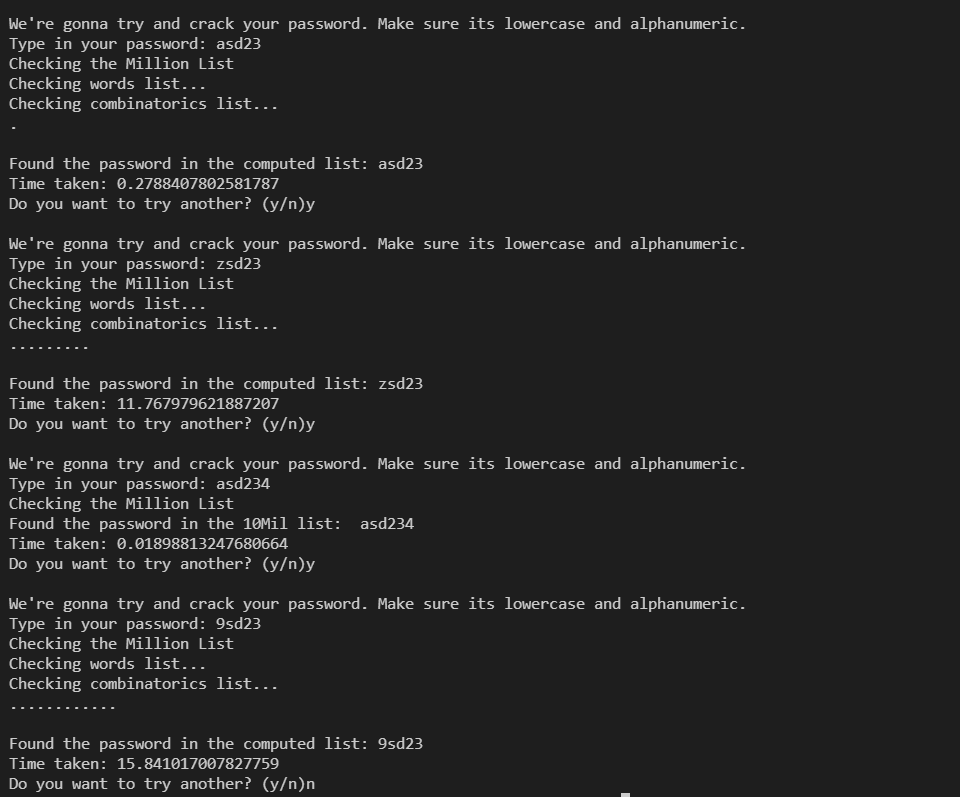 We're gonna try and crack your password. Make sure its lowercase and alphanumeric.
Type in your password: asd23
Checking the Million List
Checking words list...
Checking combinatorics list...
.
Found the password in the computed list: asd23
Time taken: 0.2788407802581787
Do you want to try another? (y/n)y
We're gonna try and crack your password. Make sure its lowercase and alphanumeric.
Type in your password: zsd23
Checking the Million List
Checking words list...
Checking combinatorics list...
.........
Found the password in the computed list: zsd23
Time taken: 11.767979621887207
Do you want to try another? (y/n)y
We're gonna try and crack your password. Make sure its lowercase and alphanumeric.
Type in your password: asd234
Checking the Million List
Found the password in the 10Mil list:  asd234
Time taken: 0.01898813247680664
Do you want to try another? (y/n)y
We're gonna try and crack your password. Make sure its lowercase and alphanumeric.
Type in your password: 9sd23
Checking the Million List
Checking words list...
Checking combinatorics list...
............
Found the password in the computed list: 9sd23
Time taken: 15.841017007827759
Do you want to try another? (y/n)n